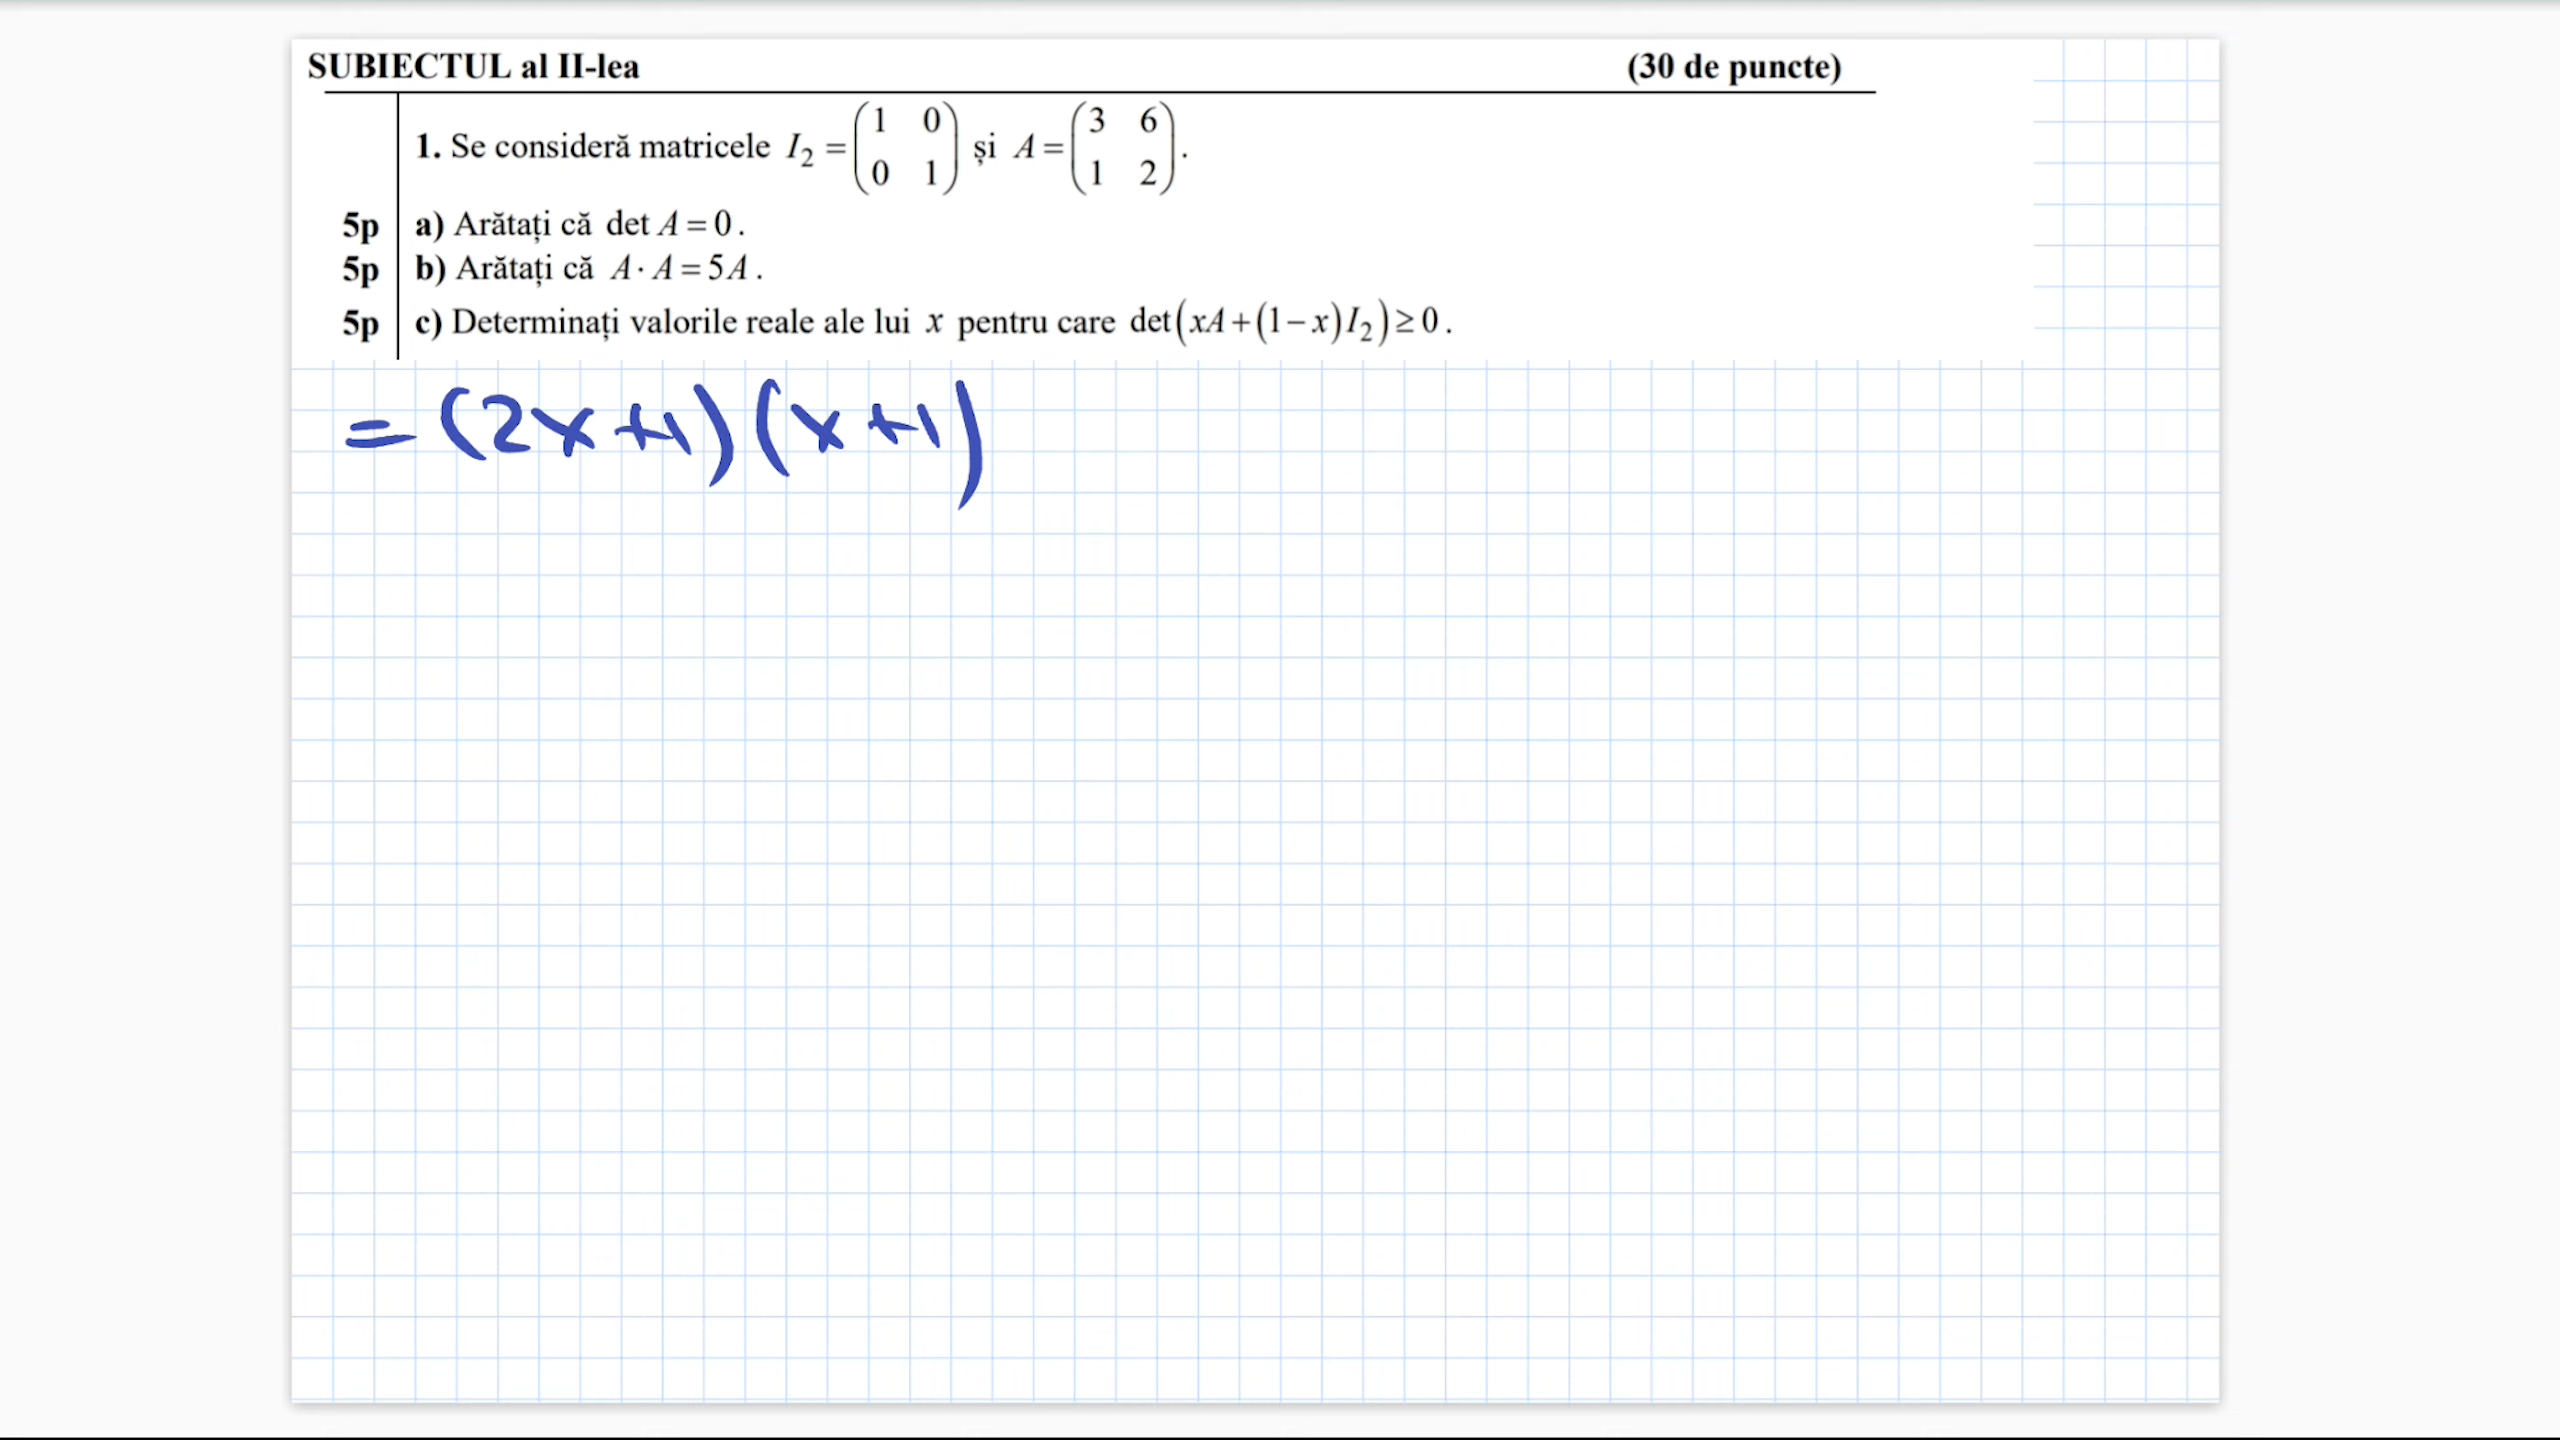 SUBIECTUL al II-lea (30 de puncte)
1. Se consideră matricele I₂ = (1 0; 0 1) și A = (3 6; 1 2).
5p a) Arătați că det A = 0.
5p b) Arătați că A · A = 5A.
5p c) Determinați valorile reale ale lui x pentru care det(xA + (1 − x)I₂) ≥ 0.
= (2x+1)(x+1)